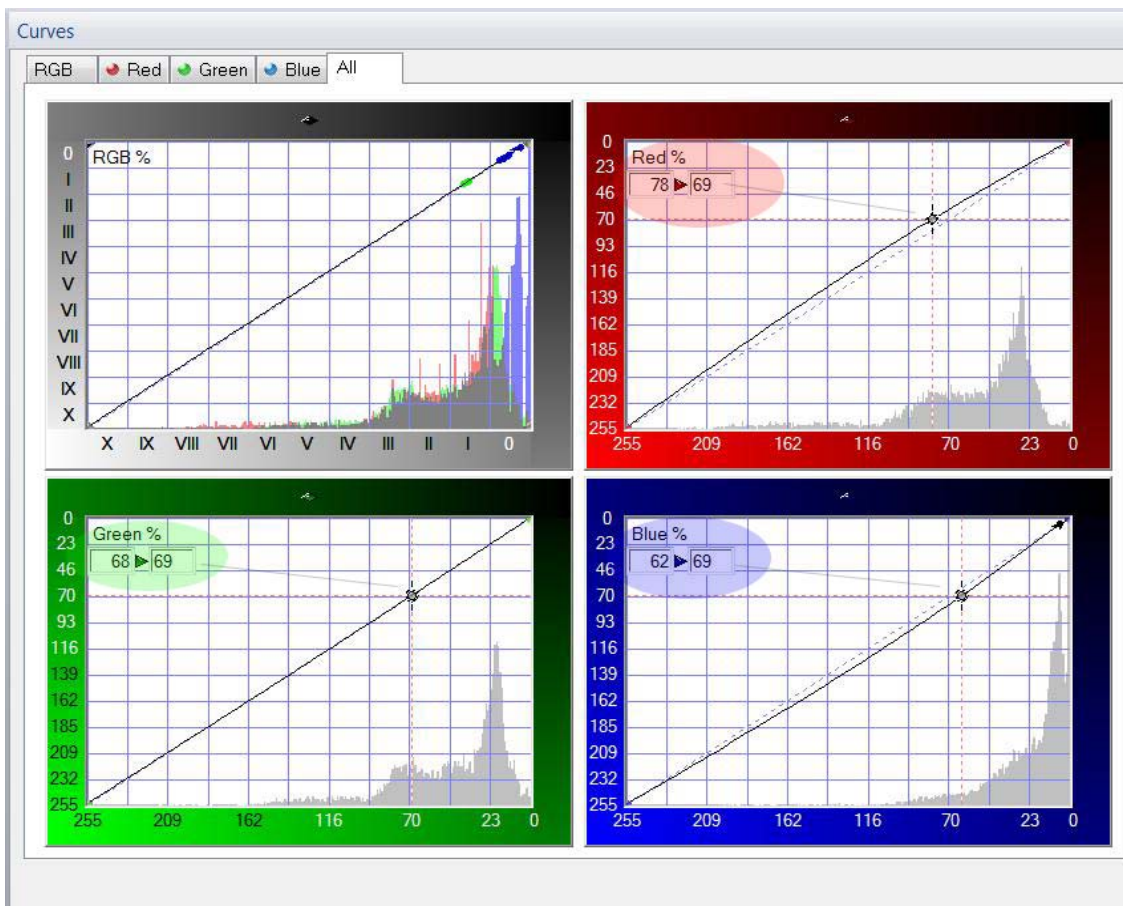 Curves
RGB Red Green Blue All
RGB %
0
I
II
III
IV
V
VI
VII
VIII
IX
X
X IX VIII VII VI V IV III II I 0
Red %
78 69
0
23
46
70
93
116
139
162
185
209
232
255
255 209 162 116 70 23 0
Green %
68 69
0
23
46
70
93
116
139
162
185
209
232
255
255 209 162 116 70 23 0
Blue %
62 69
0
23
46
70
93
116
139
162
185
209
232
255
255 209 162 116 70 23 0